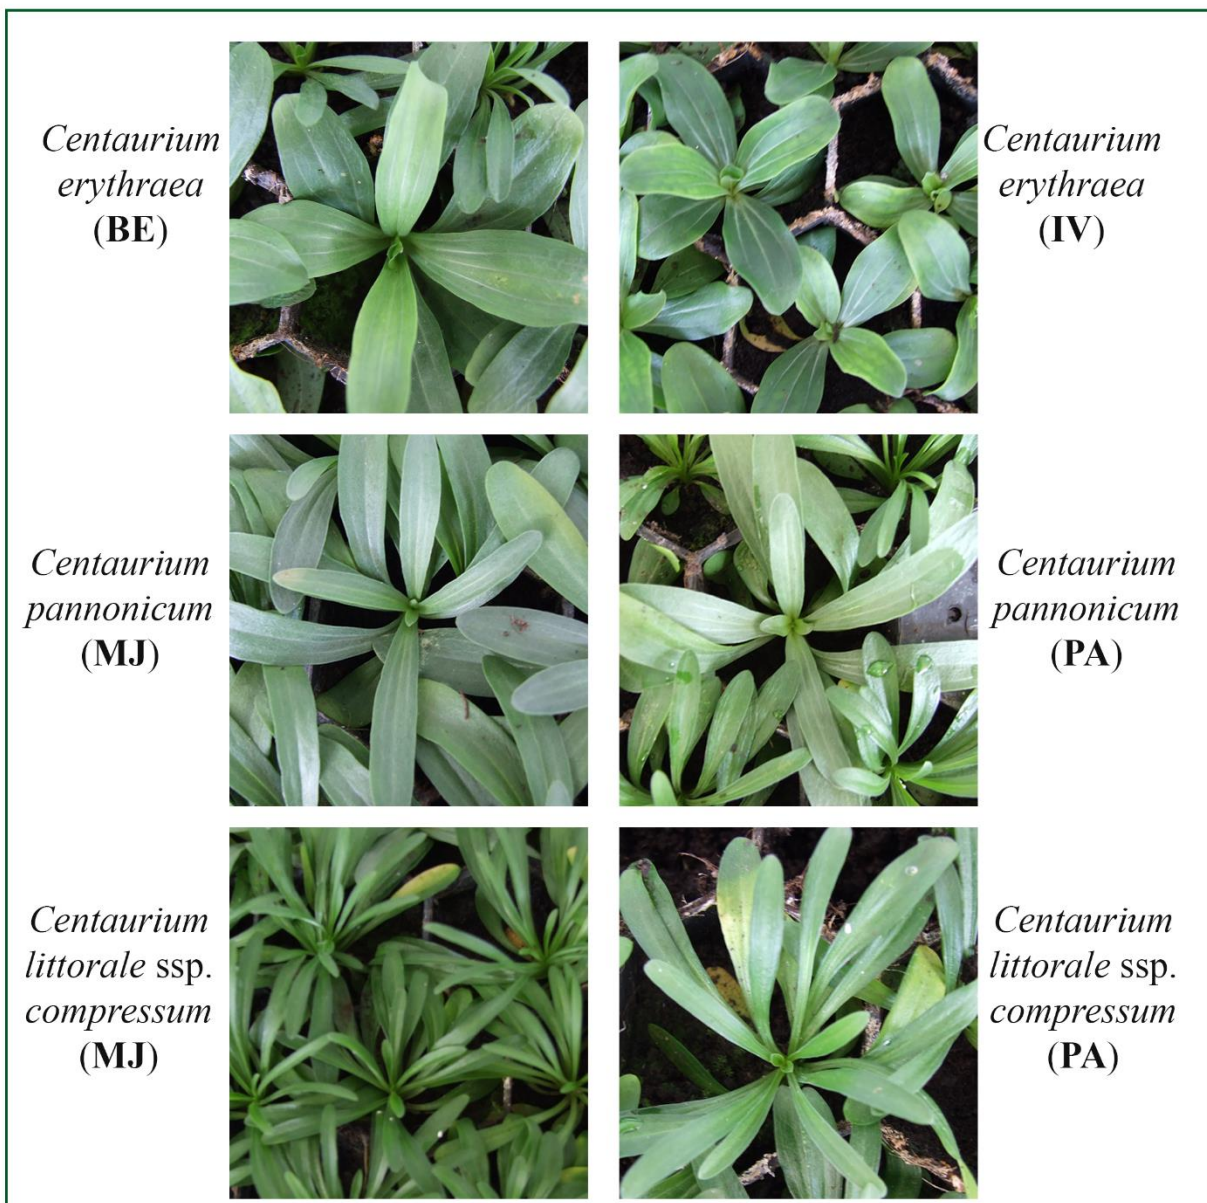 Centaurium
erythraea
(BE)
Centaurium
erythraea
(IV)
Centaurium
pannonicum
(MJ)
Centaurium
pannonicum
(PA)
Centaurium
littorale ssp.
compressum
(MJ)
Centaurium
littorale ssp.
compressum
(PA)